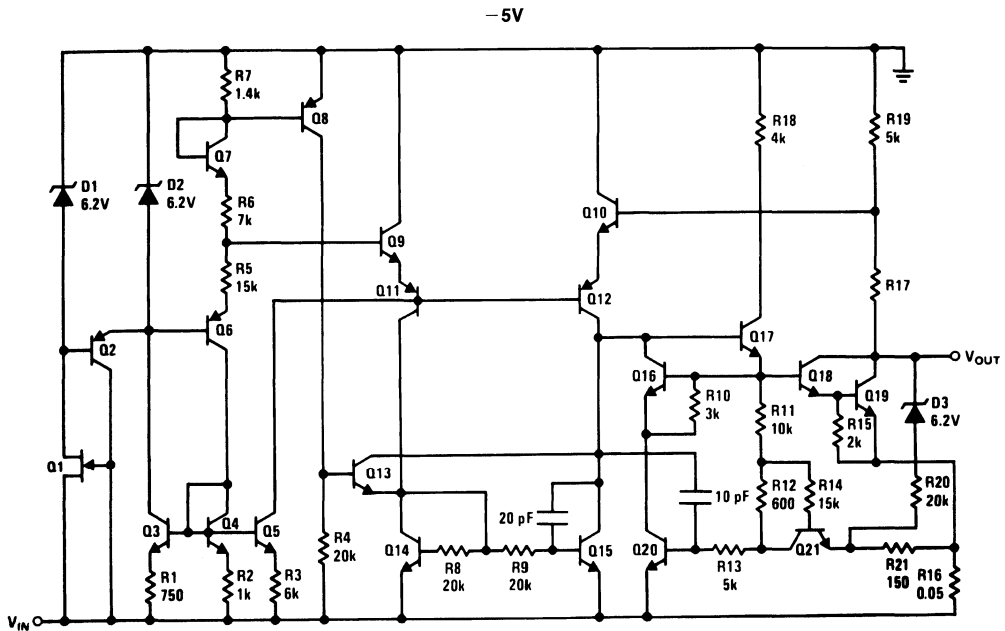 −5V
R7
1.4k
Q8
R18
4k
R19
5k
Q7
D1
6.2V
D2
6.2V
R6
7k
Q10
Q9
R5
15k
R17
Q11
Q12
Q2
Q6
Q17
VOUT
Q16
Q18
Q19
R10
3k
R11
10k
D3
6.2V
R15
2k
Q1
Q13
10 pF
R12
600
R14
15k
R20
20k
20 pF
Q3
Q4
Q5
R4
20k
Q14
R8
20k
R9
20k
Q15
Q20
R13
5k
Q21
R21
150
R16
0.05
R1
750
R2
1k
R3
6k
VIN